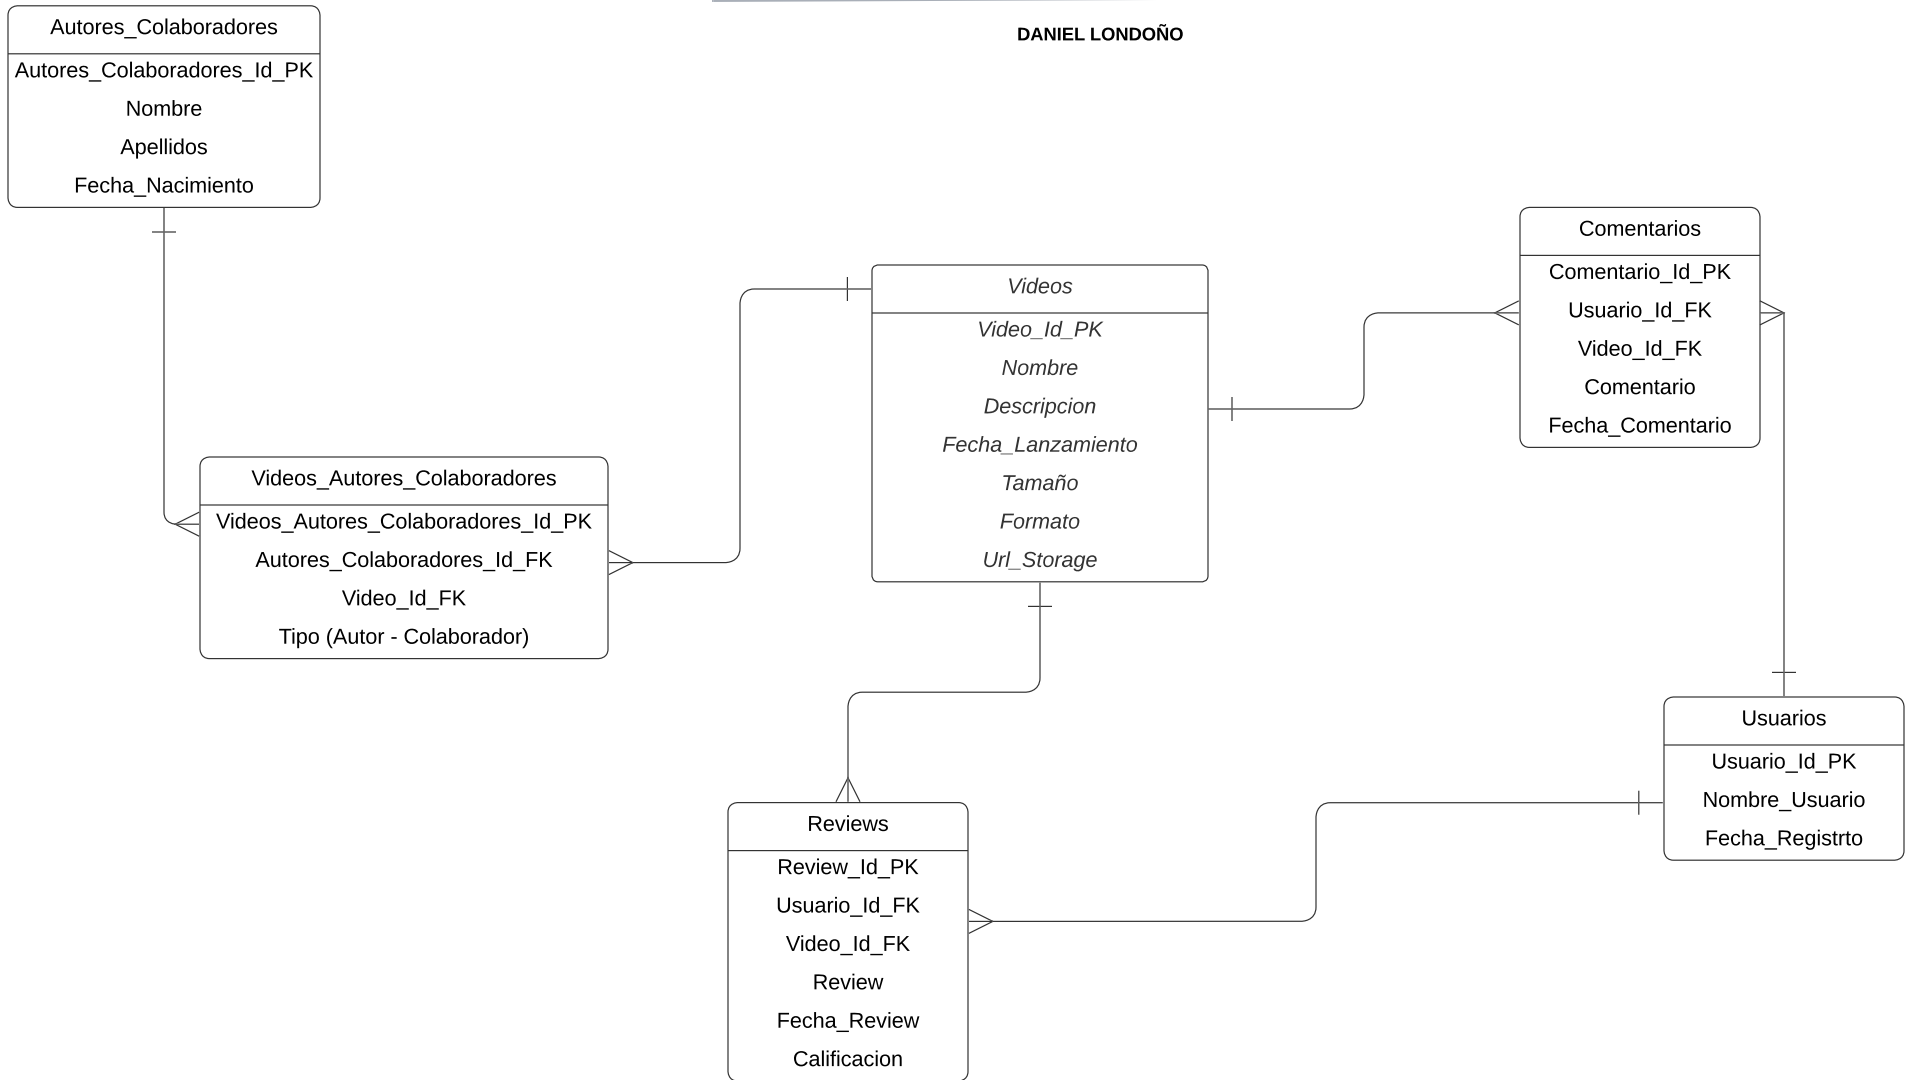 Autores_Colaboradores
Autores_Colaboradores_Id_PK
Nombre
Apellidos
Fecha_Nacimiento
DANIEL LONDOÑO
Videos
Video_Id_PK
Nombre
Descripcion
Fecha_Lanzamiento
Tamaño
Formato
Url_Storage
Comentarios
Comentario_Id_PK
Usuario_Id_FK
Video_Id_FK
Comentario
Fecha_Comentario
Videos_Autores_Colaboradores
Videos_Autores_Colaboradores_Id_PK
Autores_Colaboradores_Id_FK
Video_Id_FK
Tipo (Autor - Colaborador)
Usuarios
Usuario_Id_PK
Nombre_Usuario
Fecha_Registrto
Reviews
Review_Id_PK
Usuario_Id_FK
Video_Id_FK
Review
Fecha_Review
Calificacion